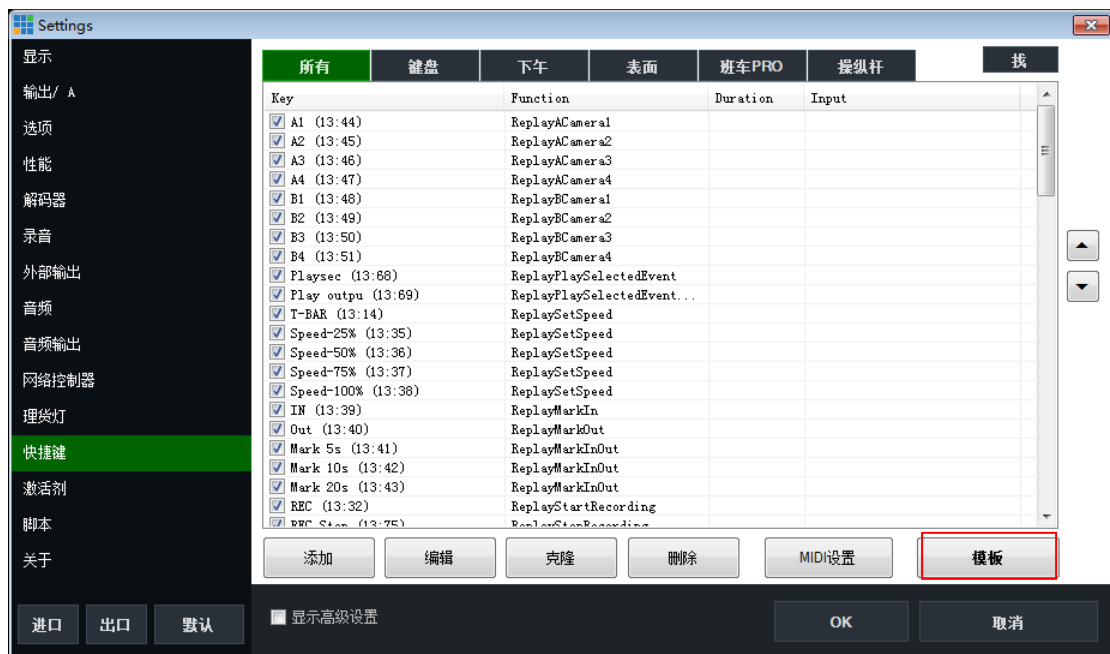 Settings
显示
输出/ A
选项
性能
解码器
录音
外部输出
音频
音频输出
网络控制器
理货灯
快捷键
激活剂
脚本
关于
进口 出口 默认
所有 键盘 下午 表面 班车PRO 操纵杆 找
Key Function Duration Input
A1 (13:44) ReplayACamera1
A2 (13:45) ReplayACamera2
A3 (13:46) ReplayACamera3
A4 (13:47) ReplayACamera4
B1 (13:48) ReplayBCamera1
B2 (13:49) ReplayBCamera2
B3 (13:50) ReplayBCamera3
B4 (13:51) ReplayBCamera4
Playsec (13:68) ReplayPlaySelectedEvent
Play outpu (13:69) ReplayPlaySelectedEvent...
T-BAR (13:14) ReplaySetSpeed
Speed-25% (13:35) ReplaySetSpeed
Speed-50% (13:36) ReplaySetSpeed
Speed-75% (13:37) ReplaySetSpeed
Speed-100% (13:38) ReplaySetSpeed
IN (13:39) ReplayMarkIn
Out (13:40) ReplayMarkOut
Mark 5s (13:41) ReplayMarkInOut
Mark 10s (13:42) ReplayMarkInOut
Mark 20s (13:43) ReplayMarkInOut
REC (13:32) ReplayStartRecording
REC Stop (13:75) ReplayStopRecording
添加 编辑 克隆 删除 MIDI设置 模板
显示高级设置 OK 取消